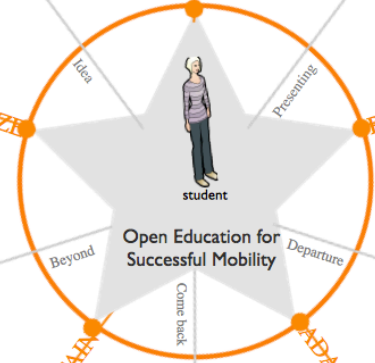 Idea
Presenting
student
Open Education for
Successful Mobility
Beyond
Departure
Come back